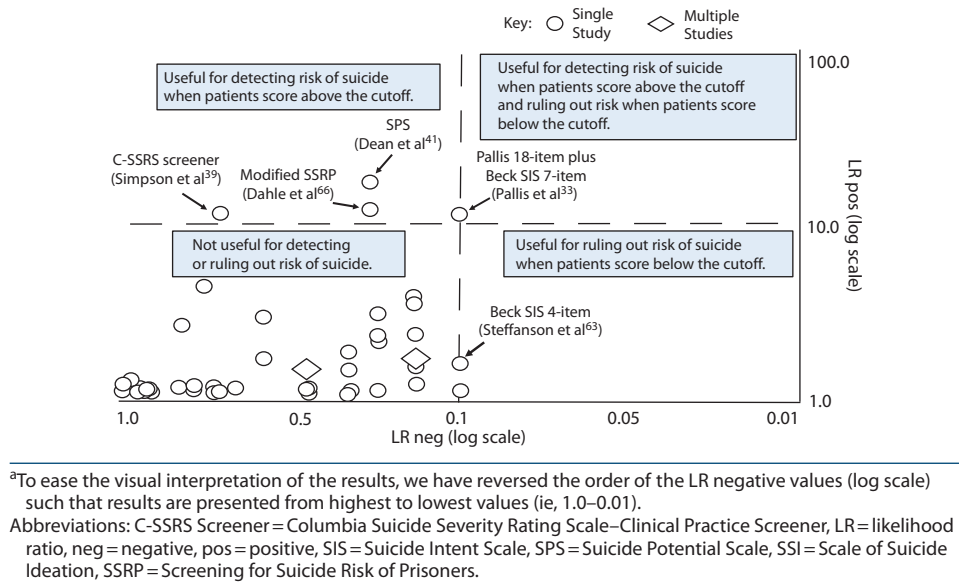 Key: Single Study Multiple Studies
100.0
Useful for detecting risk of suicide
when patients score above the cutoff.
Useful for detecting risk of suicide
when patients score above the cutoff
and ruling out risk when patients score
below the cutoff.
SPS
(Dean et al41)
C-SSRS screener
(Simpson et al39)
Modified SSRP
(Dahle et al66)
Pallis 18-item plus
Beck SIS 7-item
(Pallis et al33)
LR pos (log scale)
10.0
Not useful for detecting
or ruling out risk of suicide.
Useful for ruling out risk of suicide
when patients score below the cutoff.
Beck SIS 4-item
(Steffanson et al63)
1.0
1.0 0.5 0.1 0.05 0.01
LR neg (log scale)
aTo ease the visual interpretation of the results, we have reversed the order of the LR negative values (log scale)
such that results are presented from highest to lowest values (ie, 1.0–0.01).
Abbreviations: C-SSRS Screener = Columbia Suicide Severity Rating Scale–Clinical Practice Screener, LR = likelihood
ratio, neg = negative, pos = positive, SIS = Suicide Intent Scale, SPS = Suicide Potential Scale, SSI = Scale of Suicide
Ideation, SSRP = Screening for Suicide Risk of Prisoners.